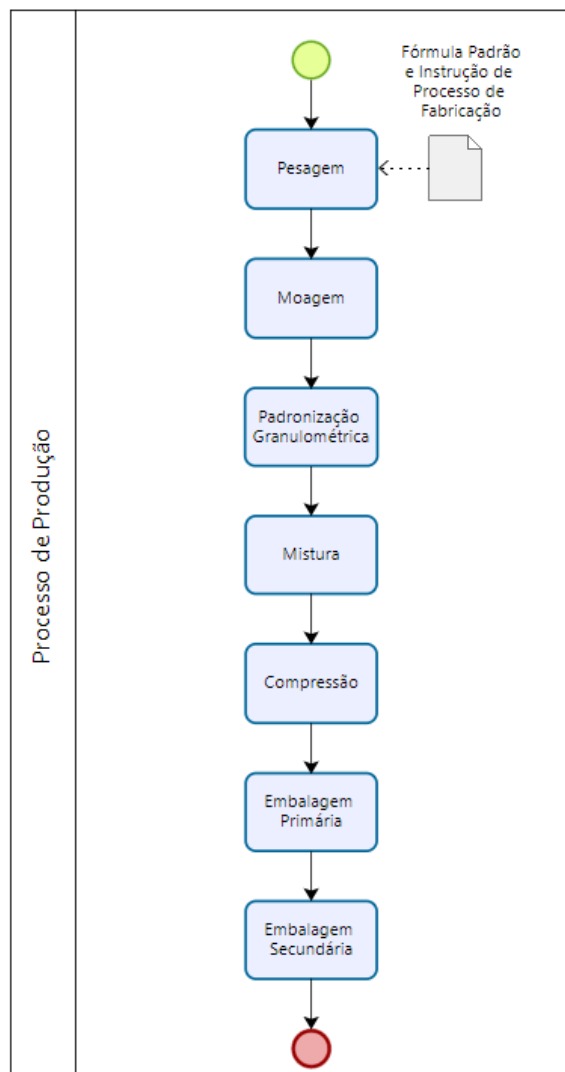 Fórmula Padrão
e Instrução de
Processo de
Fabricação
Pesagem
Moagem
Padronização
Granulométrica
Mistura
Compressão
Embalagem
Primária
Embalagem
Secundária
Processo de Produção